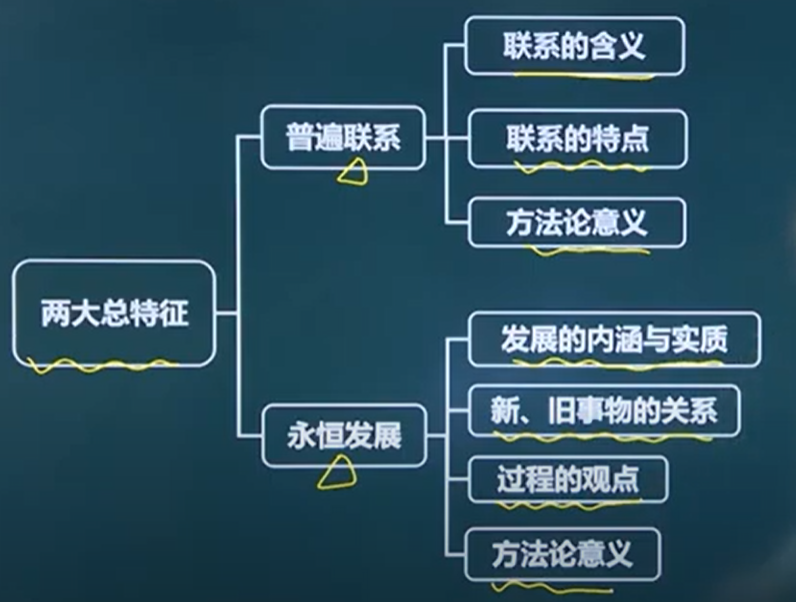 两大总特征
普遍联系
联系的含义
联系的特点
方法论意义
永恒发展
发展的内涵与实质
新、旧事物的关系
过程的观点
方法论意义